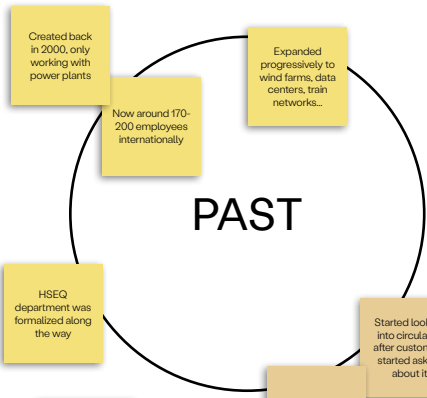 Created back
in 2000, only
working with
power plants
Expanded
progressively to
wind farms, data
centers, train
networks...
Now around 170-
200 employees
internationally
PAST
HSEQ
department was
formalized along
the way
Started
into
after
started
about it